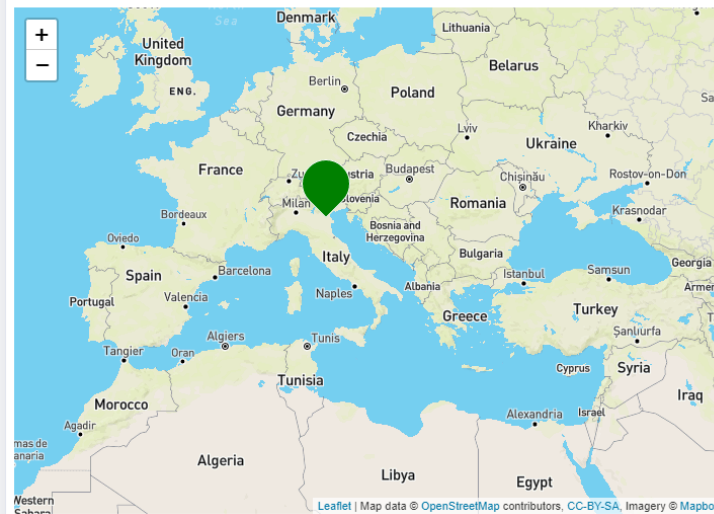 Sea
Denmark
Lithuania
+
United
Kingdom
Belarus
−
ENG.
Berlin
Poland
Germany
Lviv
Kharkiv
Czechia
Ukraine
France
Budapest
Chișinău
Rostov-on-Don
Milan
Slovenia
Romania
Krasnodar
Bordeaux
Bosnia and
Herzegovina
Oviedo
Italy
Bulgaria
Georgia
Spain
Barcelona
Istanbul
Samsun
Portugal
Valencia
Naples
Albania
Greece
Turkey
Algiers
Tunis
Şanlıurfa
Tangier
Oran
Cyprus
Syria
Tunisia
Iraq
Morocco
Alexandria
Israel
Agadir
Algeria
Libya
Egypt
Western
Sahara
Leaflet | Map data © OpenStreetMap contributors, CC-BY-SA, Imagery © Mapbo